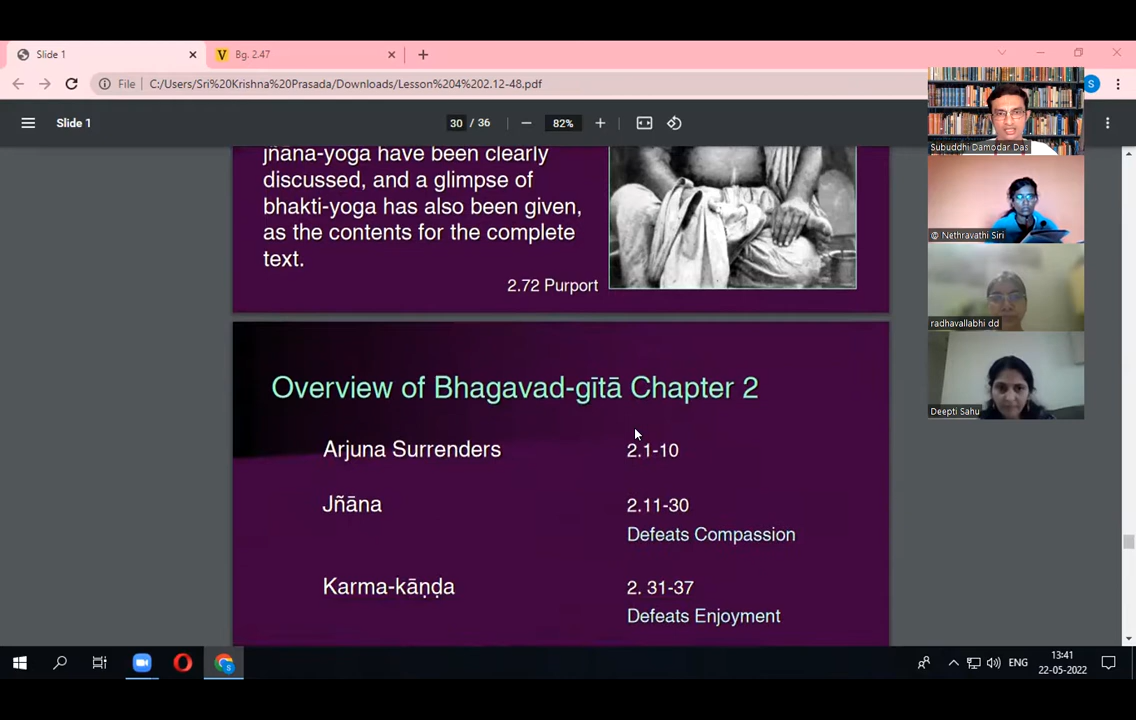 Slide 1
Bg. 2.47
File
C:/Users/Sri%20Krishna%20Prasada/Downloads/Lesson%204%202.12-48.pdf
S
Slide 1
30 / 36
82%
jñāna-yoga have been clearly
discussed, and a glimpse of
bhakti-yoga has also been given,
as the contents for the complete
text.
2.72 Purport
Overview of Bhagavad-gītā Chapter 2
Arjuna Surrenders 2.1-10
Jñāna 2.11-30
Defeats Compassion
Karma-kāṇḍa 2. 31-37
Defeats Enjoyment
Subuddhi Damodar Das
@ Nethravathi Siri
radhavallabhi dd
Deepti Sahu
ENG
13:41
22-05-2022